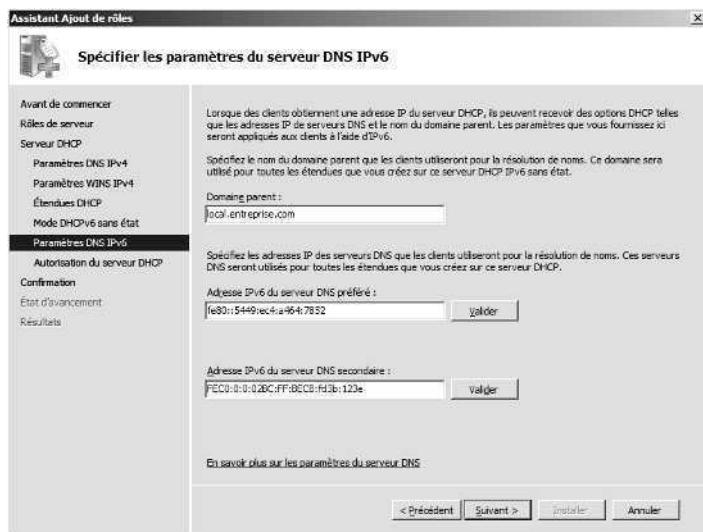 Assistant Ajout de rôles
Spécifier les paramètres du serveur DNS IPv6
Avant de commencer
Rôles de serveur
Serveur DHCP
Paramètres DNS IPv4
Paramètres WINS IPv4
Étendues DHCP
Mode DHCPv6 sans état
Paramètres DNS IPv6
Autorisation du serveur DHCP
Confirmation
État d'avancement
Résultats
Lorsque des clients obtiennent une adresse IP du serveur DHCP, ils peuvent recevoir des options DHCP telles
que les adresses IP de serveurs DNS et le nom du domaine parent. Les paramètres que vous fournissez ici
seront appliqués aux clients à l'aide d'IPv6.
Spécifiez le nom du domaine parent que les clients utiliseront pour la résolution de noms. Ce domaine sera
utilisé pour toutes les étendues que vous créez sur ce serveur DHCP IPv6 sans état.
Domaine parent :
local.entreprise.com
Spécifiez les adresses IP des serveurs DNS que les clients utiliseront pour la résolution de noms. Ces serveurs
DNS seront utilisés pour toutes les étendues que vous créez sur ce serveur DHCP.
Adresse IPv6 du serveur DNS préféré :
fe80::5449:ec4:a464:7852
Valider
Adresse IPv6 du serveur DNS secondaire :
FEC0:0:0:02BC:FF:BECB:fd3b:123e
Valider
En savoir plus sur les paramètres du serveur DNS
< Précédent
Suivant >
Installer
Annuler